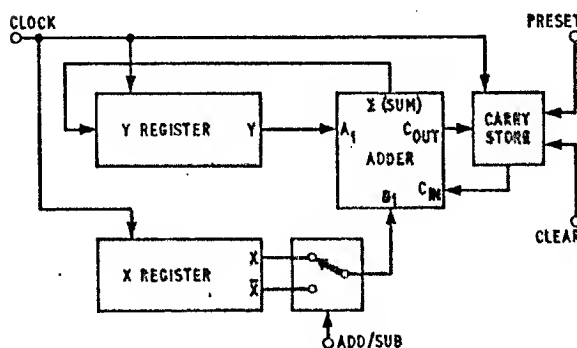 CLOCK
PRESET
Σ (SUM)
Y REGISTER
Y
A1
COUT
CARRY
STORE
ADDER
B1
CIN
CLEAR
X REGISTER
X
X̄
ADD/SUB